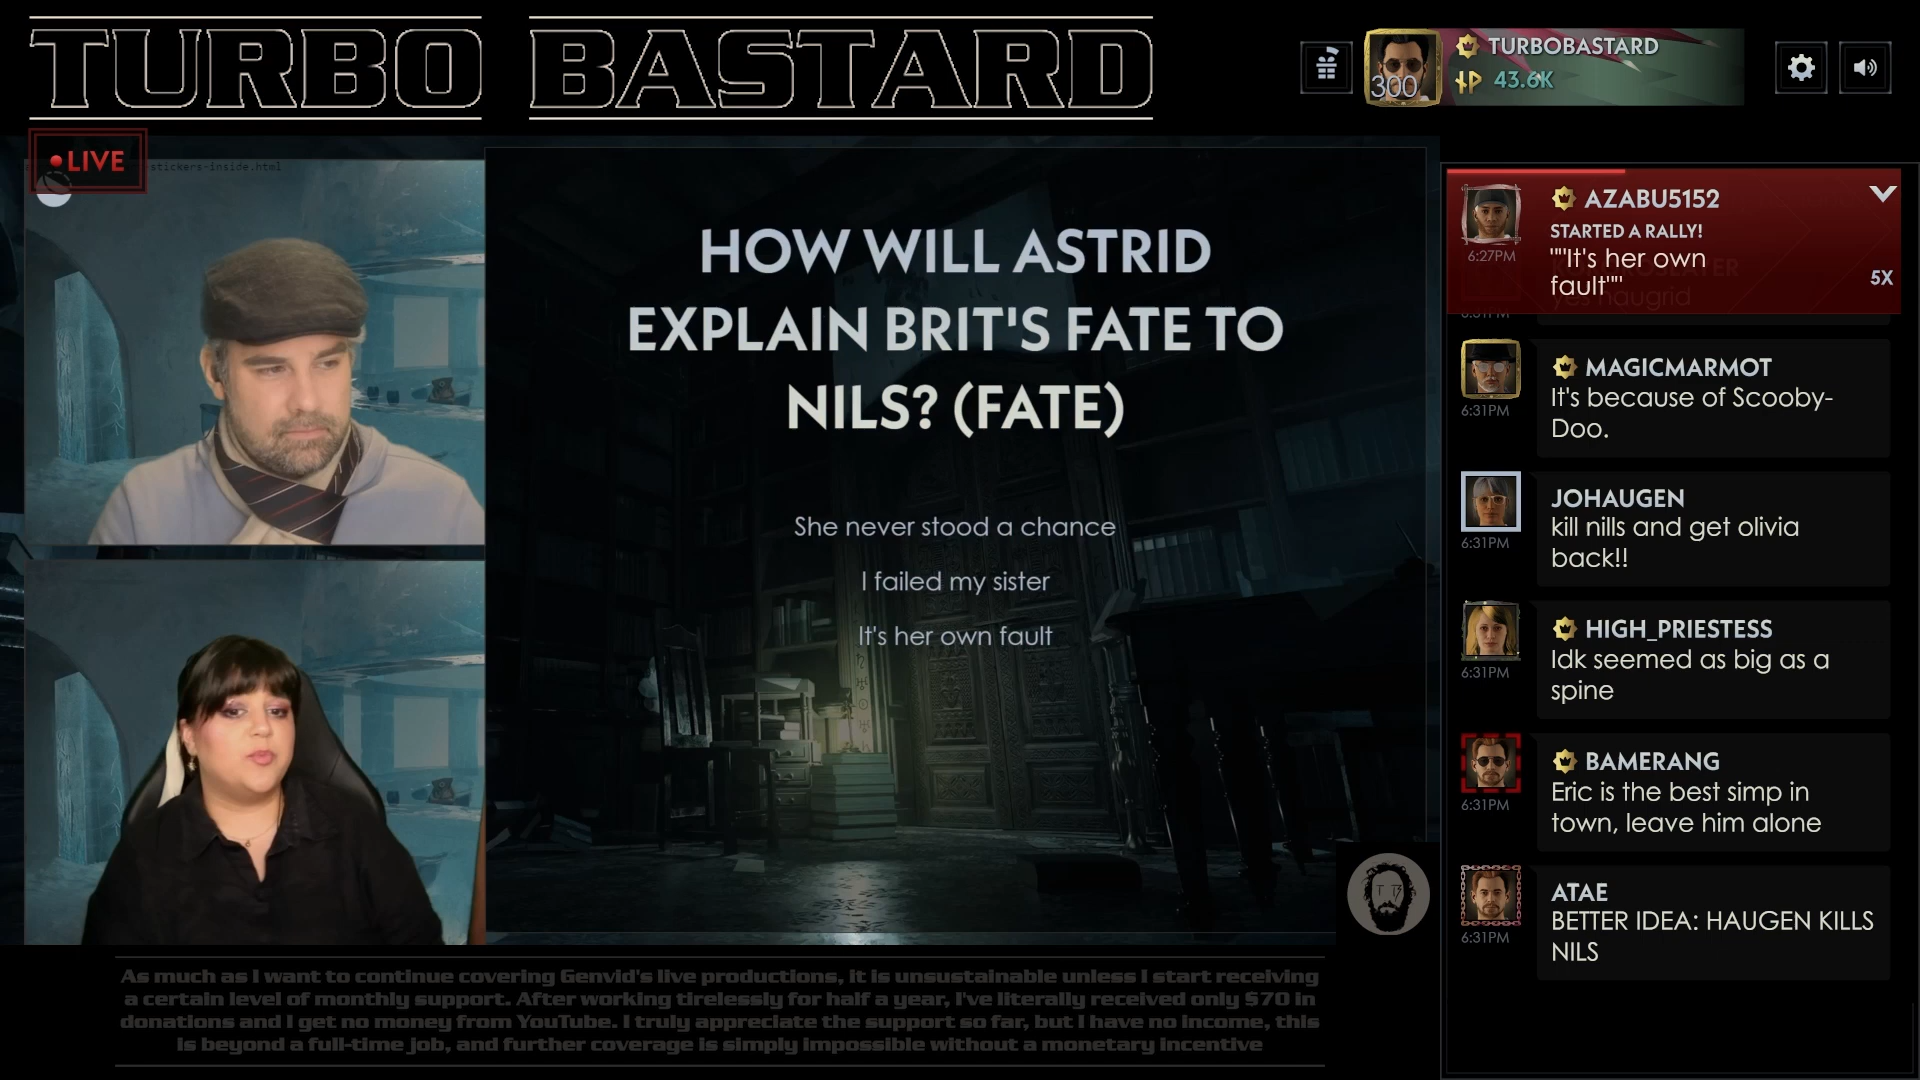 TURBO BASTARD
300
TURBOBASTARD
43.6K
LIVE
stickers-inside.html
HOW WILL ASTRID
EXPLAIN BRIT'S FATE TO
NILS? (FATE)
She never stood a chance
I failed my sister
It's her own fault
AZABU5152
STARTED A RALLY!
6:27PM
""It's her own
fault""
5X
yes haugrid
6:31PM
MAGICMARMOT
It's because of Scooby-
Doo.
6:31PM
JOHAUGEN
kill nills and get olivia
back!!
6:31PM
HIGH_PRIESTESS
Idk seemed as big as a
spine
6:31PM
BAMERANG
Eric is the best simp in
town, leave him alone
6:31PM
ATAE
BETTER IDEA: HAUGEN KILLS
NILS
6:31PM
As much as I want to continue covering Genvid's live productions, it is unsustainable unless I start receiving
a certain level of monthly support. After working tirelessly for half a year, I've literally received only $70 in
donations and I get no money from YouTube. I truly appreciate the support so far, but I have no income, this
is beyond a full-time job, and further coverage is simply impossible without a monetary incentive